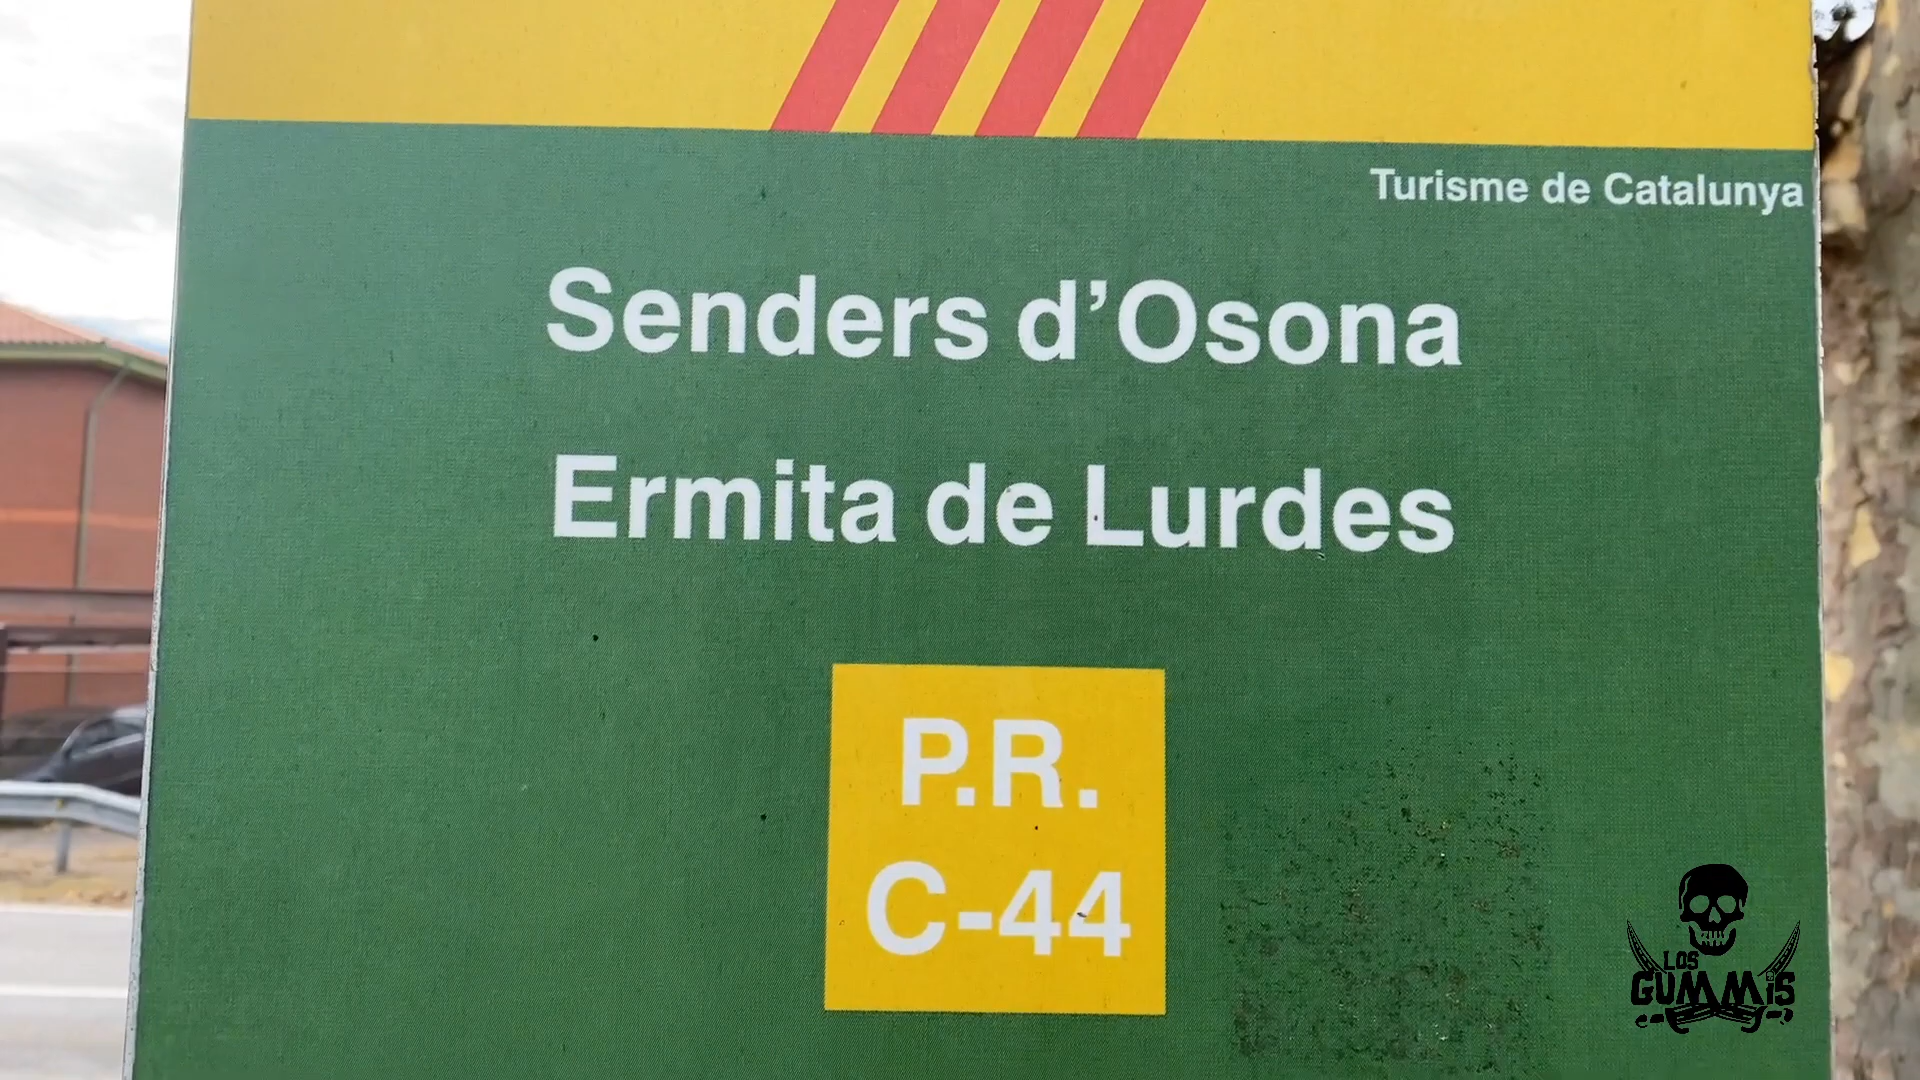 Turisme de Catalunya
Senders d'Osona
Ermita de Lurdes
P.R.
C-44
LOS
GUMMIS